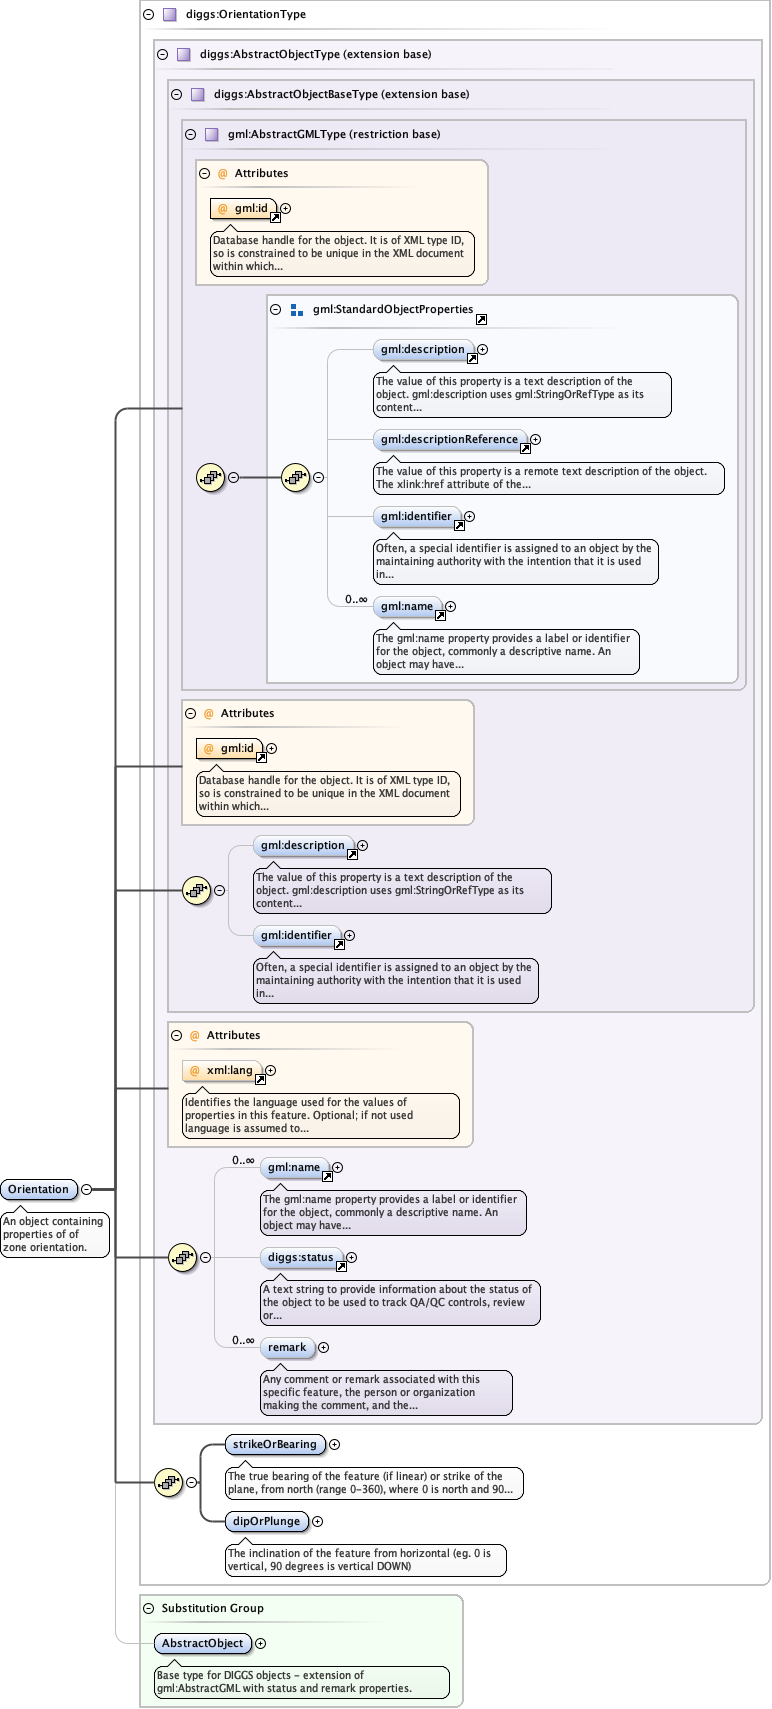 diggs:OrientationType
diggs:AbstractObjectType (extension base)
diggs:AbstractObjectBaseType (extension base)
gml:AbstractGMLType (restriction base)
@ Attributes
@ gml:id
Database handle for the object. It is of XML type ID,
so is constrained to be unique in the XML document
within which...
gml:StandardObjectProperties
gml:description
The value of this property is a text description of the
object. gml:description uses gml:StringOrRefType as its
content...
gml:descriptionReference
The value of this property is a remote text description of the object.
The xlink:href attribute of the...
gml:identifier
Often, a special identifier is assigned to an object by the
maintaining authority with the intention that it is used
in...
0..∞
gml:name
The gml:name property provides a label or identifier
for the object, commonly a descriptive name. An
object may have...
@ Attributes
@ gml:id
Database handle for the object. It is of XML type ID,
so is constrained to be unique in the XML document
within which...
gml:description
The value of this property is a text description of the
object. gml:description uses gml:StringOrRefType as its
content...
gml:identifier
Often, a special identifier is assigned to an object by the
maintaining authority with the intention that it is used
in...
@ Attributes
@ xml:lang
Identifies the language used for the values of
properties in this feature. Optional; if not used
language is assumed to...
Orientation
An object containing
properties of of
zone orientation.
0..∞
gml:name
The gml:name property provides a label or identifier
for the object, commonly a descriptive name. An
object may have...
diggs:status
A text string to provide information about the status of
the object to be used to track QA/QC controls, review
or...
0..∞
remark
Any comment or remark associated with this
specific feature, the person or organization
making the comment, and the...
strikeOrBearing
The true bearing of the feature (if linear) or strike of the
plane, from north (range 0-360), where 0 is north and 90...
dipOrPlunge
The inclination of the feature from horizontal (eg. 0 is
vertical, 90 degrees is vertical DOWN)
Substitution Group
AbstractObject
Base type for DIGGS objects - extension of
gml:AbstractGML with status and remark properties.